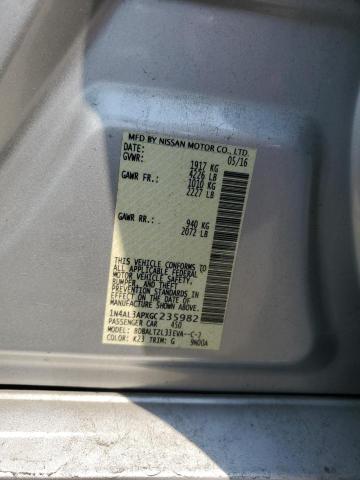 MFD BY NISSAN MOTOR CO., LTD.
DATE: 05/16
GVWR: 1917 KG
4226 LB
GAWR FR: 1010 KG
2227 LB
GAWR RR: 940 KG
2072 LB
THIS VEHICLE CONFORMS TO ALL
APPLICABLE FEDERAL
MOTOR VEHICLE SAFETY,
BUMPER, AND THEFT
PREVENTION STANDARDS
IN EFFECT ON THE DATE OF
MANUFACTURE SHOWN ABOVE.
1N4AL3APXGC235982
PASSENGER CAR 450
MODEL: BDBALTZL33EVA--C-J
COLOR: K23 TRIM: G 9N00A